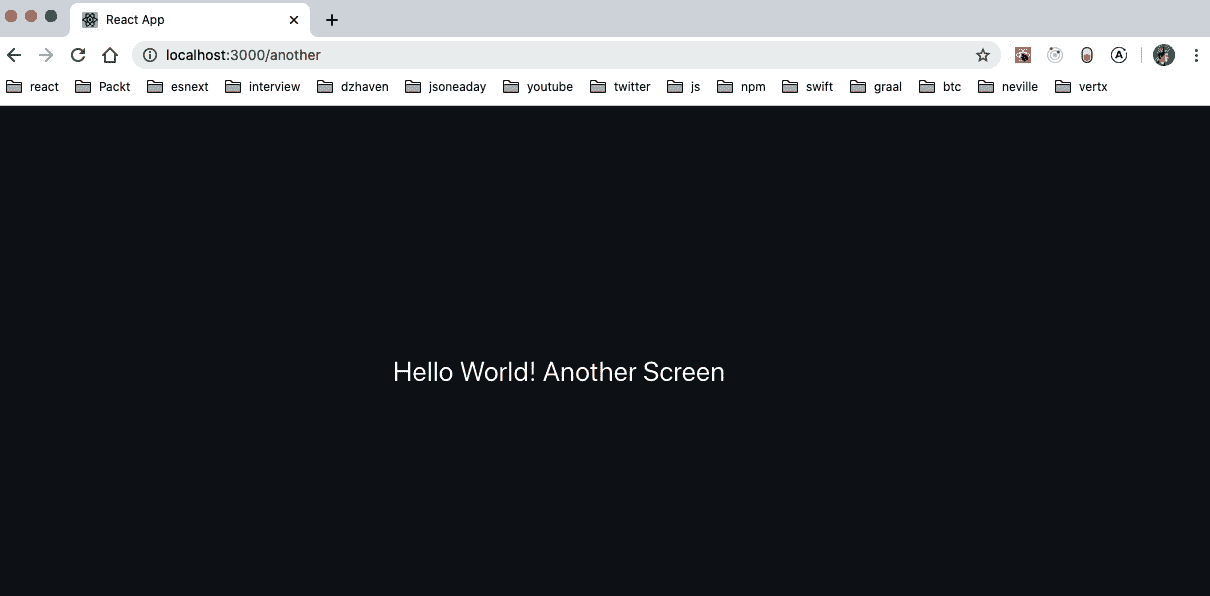 React App
localhost:3000/another
A
react Packt esnext interview dzhaven jsoneaday youtube twitter js npm swift graal btc neville vertx
Hello World! Another Screen